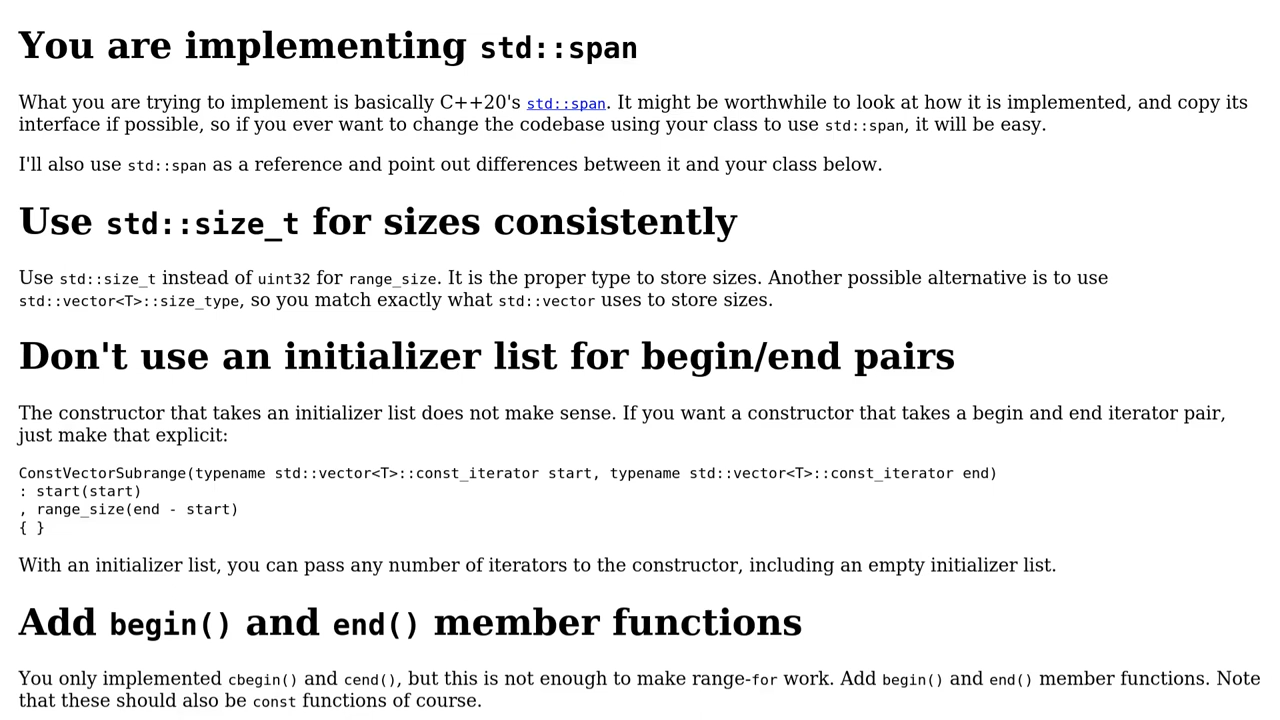 You are implementing std::span
What you are trying to implement is basically C++20's std::span. It might be worthwhile to look at how it is implemented, and copy its
interface if possible, so if you ever want to change the codebase using your class to use std::span, it will be easy.
I'll also use std::span as a reference and point out differences between it and your class below.
Use std::size_t for sizes consistently
Use std::size_t instead of uint32 for range_size. It is the proper type to store sizes. Another possible alternative is to use
std::vector<T>::size_type, so you match exactly what std::vector uses to store sizes.
Don't use an initializer list for begin/end pairs
The constructor that takes an initializer list does not make sense. If you want a constructor that takes a begin and end iterator pair,
just make that explicit:
ConstVectorSubrange(typename std::vector<T>::const_iterator start, typename std::vector<T>::const_iterator end)
: start(start)
, range_size(end - start)
{ }
With an initializer list, you can pass any number of iterators to the constructor, including an empty initializer list.
Add begin() and end() member functions
You only implemented cbegin() and cend(), but this is not enough to make range-for work. Add begin() and end() member functions. Note
that these should also be const functions of course.